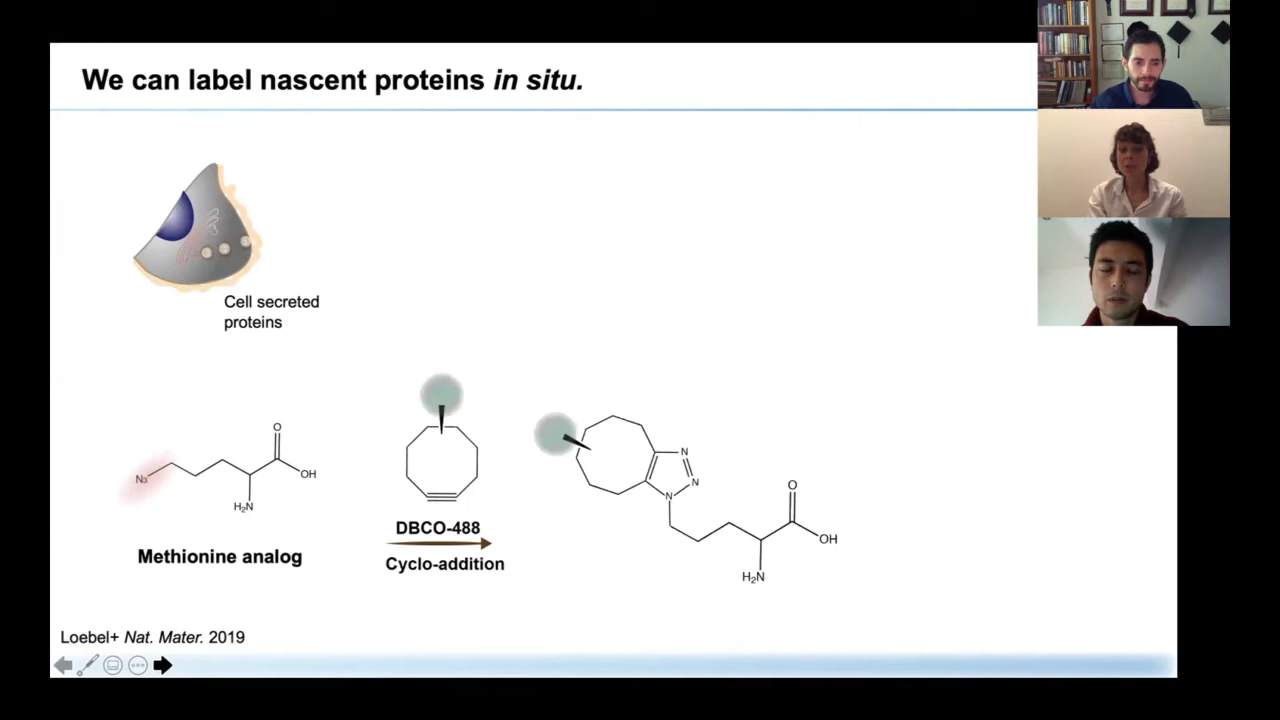 We can label nascent proteins in situ.
Cell secreted
proteins
O
N₃
OH
H₂N
Methionine analog
DBCO-488
Cyclo-addition
N
N
N
O
OH
H₂N
Loebel+ Nat. Mater. 2019